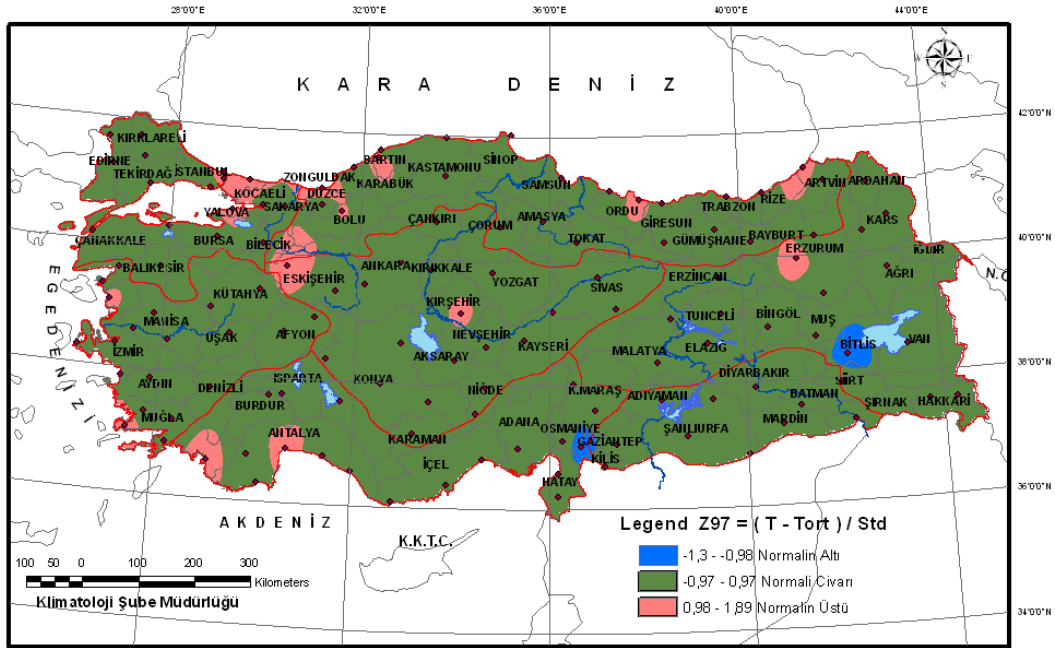 28°0'0"E 32°0'0"E 36°0'0"E 40°0'0"E 44°0'0"E
N
W E
S
K A R A D E N İ Z
42°0'0"N
KIRKLARELİ
EDİRNE
TEKİRDAĞ
İSTANBUL
KOCAELİ
YALOVA
SAKARYA
ZONGULDAK
DÜZCE
BARTIN
KARABÜK
BOLU
KASTAMONU
SİNOP
SAMSUN
ÇANKIRI
ÇORUM
AMASYA
TOKAT
ORDU
GİRESUN
TRABZON
RİZE
ARTVİN
ARDAHAN
KARS
GÜMÜŞHANE
BAYBURT
ERZURUM
IĞDIR
AĞRI
40°0'0"N
ÇANAKKALE
BURSA
BİLECİK
BALIKESİR
ESKİŞEHİR
ANKARA
KIRIKKALE
YOZGAT
SİVAS
ERZİNCAN
N.C
KÜTAHYA
KIRŞEHİR
TUNCELİ
BİNGÖL
MUŞ
MANİSA
UŞAK
AFYON
NEVŞEHİR
KAYSERİ
MALATYA
ELAZIĞ
BİTLİS
VAN
İZMİR
AKSARAY
38°0'0"N
AYDIN
DENİZLİ
ISPARTA
KONYA
NİĞDE
K.MARAŞ
ADIYAMAN
DİYARBAKIR
BATMAN
SİİRT
ŞIRNAK
HAKKARİ
BURDUR
MUĞLA
ANTALYA
KARAMAN
ADANA
OSMANİYE
GAZİANTEP
ŞANLIURFA
MARDİN
İÇEL
KİLİS
HATAY
36°0'0"N
E G E D E N İ Z İ
A K D E N İ Z
K.K.T.C.
Legend Z97 = ( T - Tort ) / Std
-1,3 - -0,98 Normalin Altı
-0,97 - 0,97 Normali Civarı
0,98 - 1,89 Normalin Üstü
100 50 0 100 200 300
Kilometers
Klimatoloji Şube Müdürlüğü
34°0'0"N